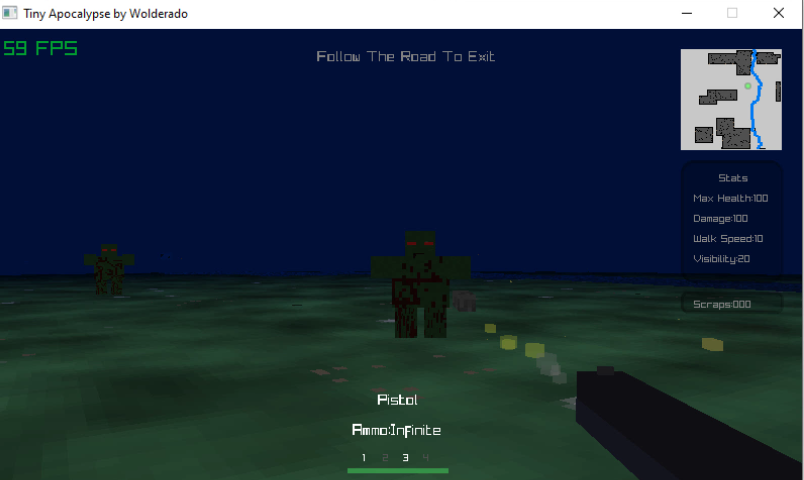 Tiny Apocalypse by Wolderado
59 FPS
Follow The Road To Exit
Stats
Max Health:100
Damage:100
Walk Speed:10
Visibility:20
Scraps:000
Pistol
Ammo:Infinite
1 2 3 4